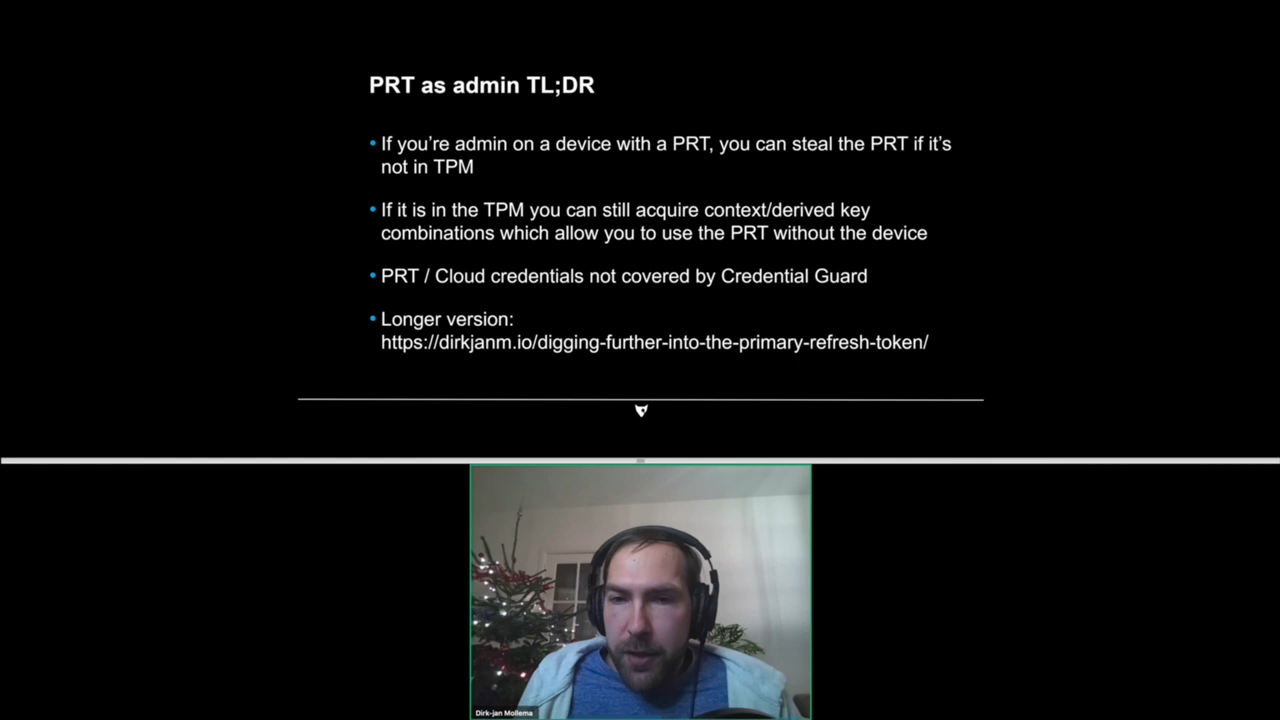 PRT as admin TL;DR
• If you’re admin on a device with a PRT, you can steal the PRT if it’s
not in TPM
• If it is in the TPM you can still acquire context/derived key
combinations which allow you to use the PRT without the device
• PRT / Cloud credentials not covered by Credential Guard
• Longer version:
https://dirkjanm.io/digging-further-into-the-primary-refresh-token/
Dirk-jan Mollema